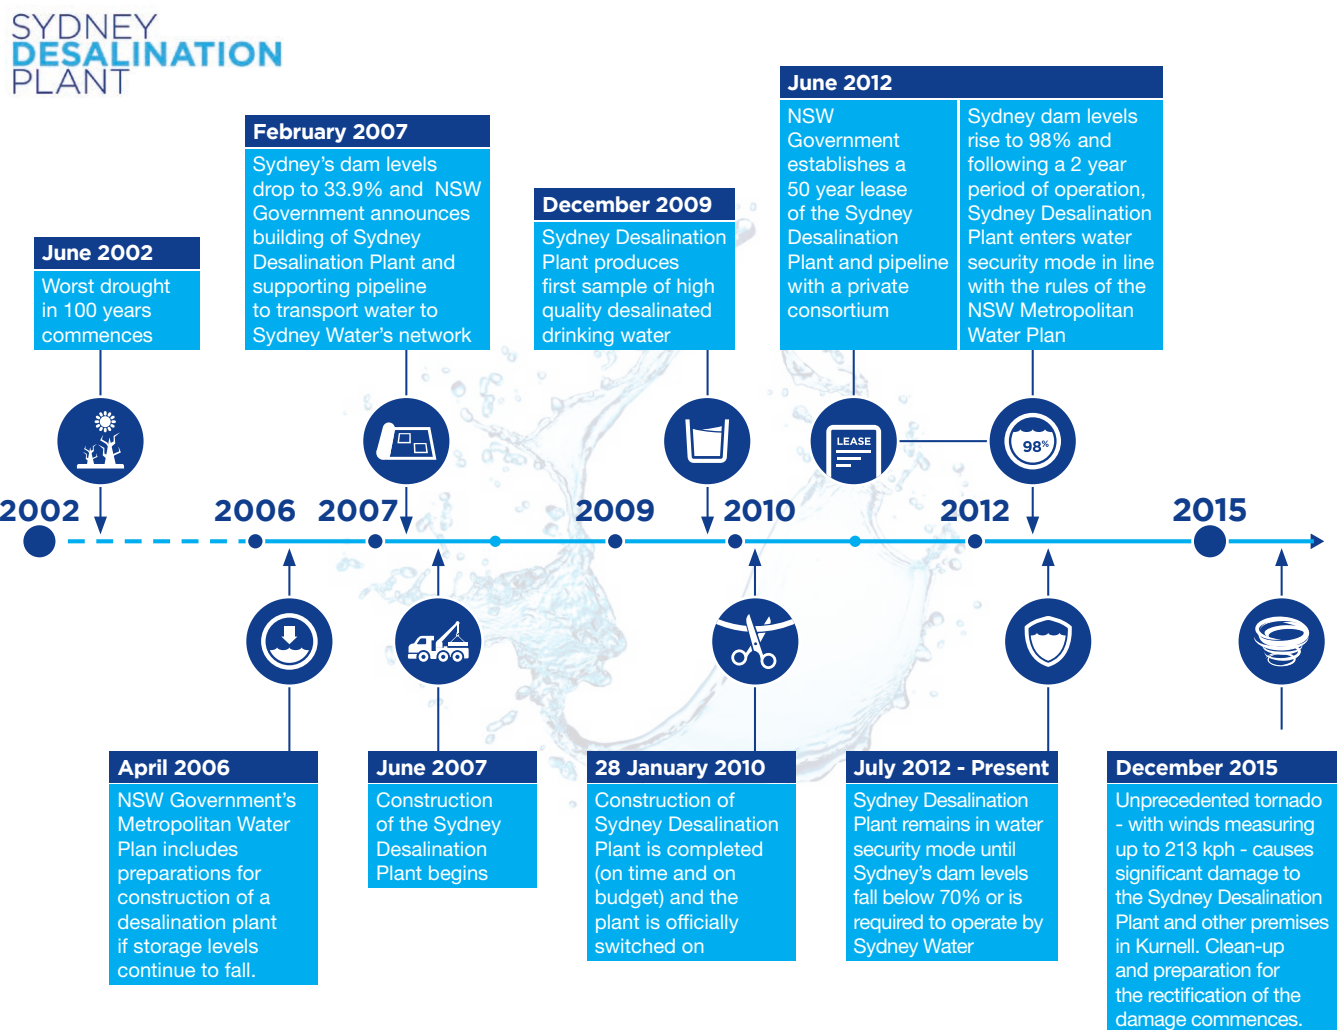 SYDNEY
DESALINATION
PLANT
June 2002
Worst drought
in 100 years
commences
February 2007
Sydney’s dam levels
drop to 33.9% and NSW
Government announces
building of Sydney
Desalination Plant and
supporting pipeline
to transport water to
Sydney Water’s network
December 2009
Sydney Desalination
Plant produces
first sample of high
quality desalinated
drinking water
June 2012
NSW
Government
establishes a
50 year lease
of the Sydney
Desalination
Plant and pipeline
with a private
consortium
Sydney dam levels
rise to 98% and
following a 2 year
period of operation,
Sydney Desalination
Plant enters water
security mode in line
with the rules of the
NSW Metropolitan
Water Plan
LEASE
98%
2002
2006
2007
2009
2010
2012
2015
April 2006
NSW Government’s
Metropolitan Water
Plan includes
preparations for
construction of a
desalination plant
if storage levels
continue to fall.
June 2007
Construction
of the Sydney
Desalination
Plant begins
28 January 2010
Construction of
Sydney Desalination
Plant is completed
(on time and on
budget) and the
plant is officially
switched on
July 2012 - Present
Sydney Desalination
Plant remains in water
security mode until
Sydney’s dam levels
fall below 70% or is
required to operate by
Sydney Water
December 2015
Unprecedented tornado
- with winds measuring
up to 213 kph - causes
significant damage to
the Sydney Desalination
Plant and other premises
in Kurnell. Clean-up
and preparation for
the rectification of the
damage commences.